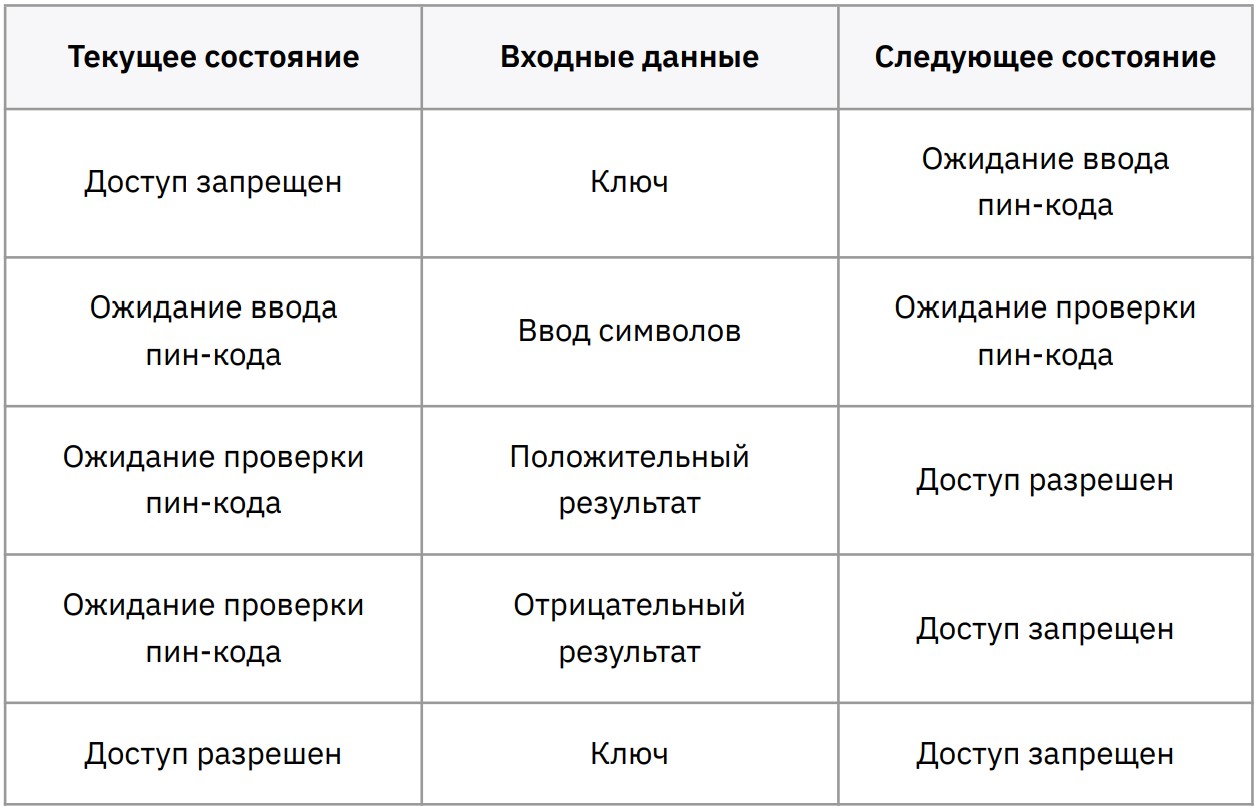 Текущее состояние
Входные данные
Следующее состояние
Доступ запрещен
Ключ
Ожидание ввода
пин-кода
Ожидание ввода
пин-кода
Ввод символов
Ожидание проверки
пин-кода
Ожидание проверки
пин-кода
Положительный
результат
Доступ разрешен
Ожидание проверки
пин-кода
Отрицательный
результат
Доступ запрещен
Доступ разрешен
Ключ
Доступ запрещен